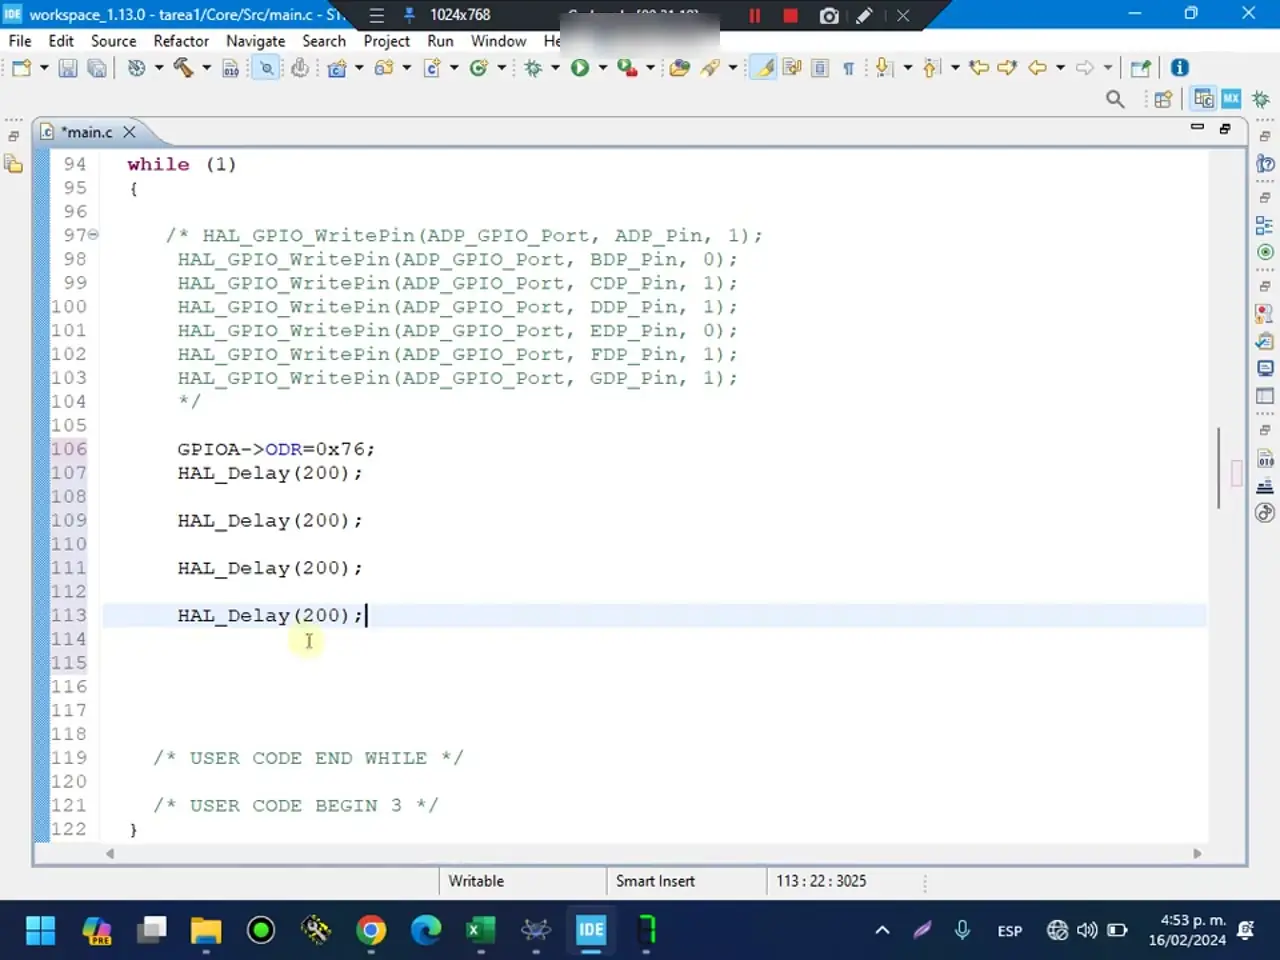 workspace_1.13.0 - tarea1/Core/Src/main.c - ST
1024x768
File Edit Source Refactor Navigate Search Project Run Window He
*main.c
94 while (1)
95 {
96
97 /* HAL_GPIO_WritePin(ADP_GPIO_Port, ADP_Pin, 1);
98 HAL_GPIO_WritePin(ADP_GPIO_Port, BDP_Pin, 0);
99 HAL_GPIO_WritePin(ADP_GPIO_Port, CDP_Pin, 1);
100 HAL_GPIO_WritePin(ADP_GPIO_Port, DDP_Pin, 1);
101 HAL_GPIO_WritePin(ADP_GPIO_Port, EDP_Pin, 0);
102 HAL_GPIO_WritePin(ADP_GPIO_Port, FDP_Pin, 1);
103 HAL_GPIO_WritePin(ADP_GPIO_Port, GDP_Pin, 1);
104 */
105
106 GPIOA->ODR=0x76;
107 HAL_Delay(200);
108
109 HAL_Delay(200);
110
111 HAL_Delay(200);
112
113 HAL_Delay(200);
114
115
116
117
118
119 /* USER CODE END WHILE */
120
121 /* USER CODE BEGIN 3 */
122 }
Writable Smart Insert 113 : 22 : 3025
ESP
4:53 p. m.
16/02/2024